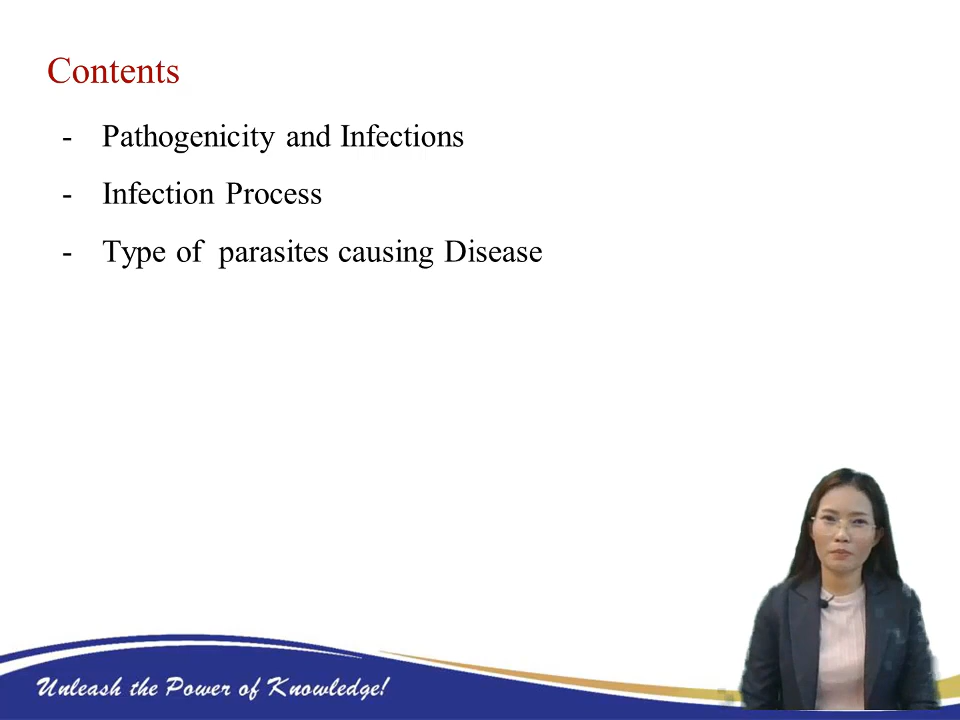 Contents
- Pathogenicity and Infections
- Infection Process
- Type of  parasites causing Disease
Unleash the Power of Knowledge!